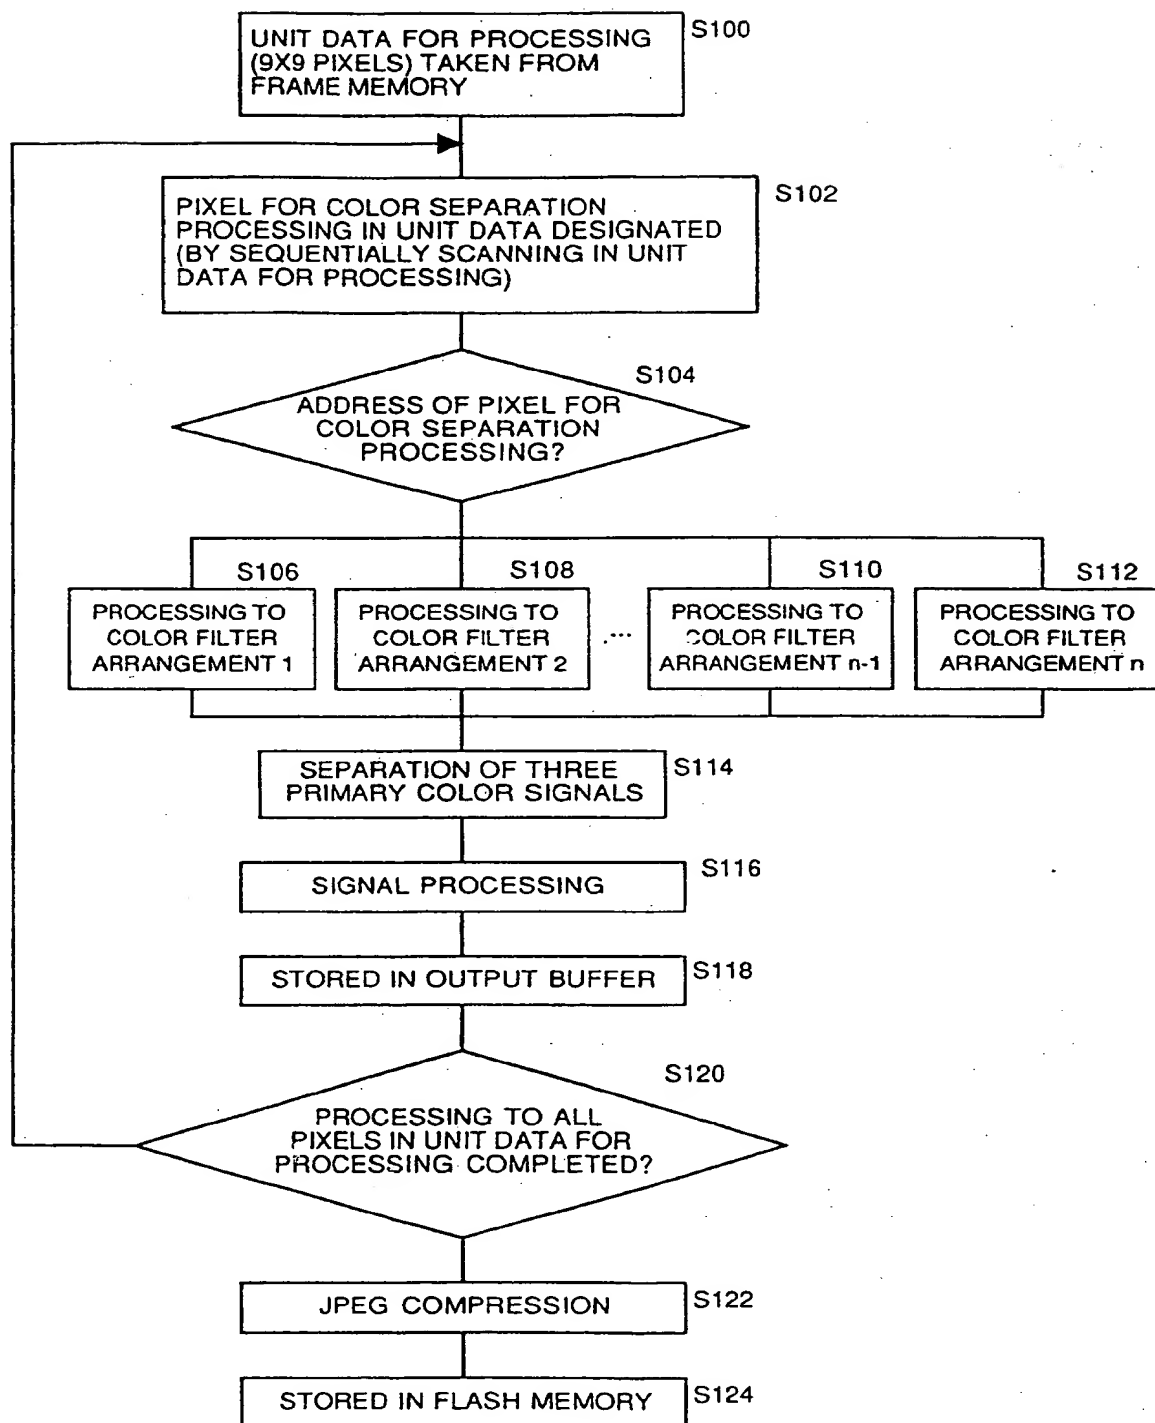 UNIT DATA FOR PROCESSING
(9X9 PIXELS) TAKEN FROM
FRAME MEMORY
S100
PIXEL FOR COLOR SEPARATION
PROCESSING IN UNIT DATA DESIGNATED
(BY SEQUENTIALLY SCANNING IN UNIT
DATA FOR PROCESSING)
S102
S104
ADDRESS OF PIXEL FOR
COLOR SEPARATION
PROCESSING?
S106
PROCESSING TO
COLOR FILTER
ARRANGEMENT 1
S108
PROCESSING TO
COLOR FILTER
ARRANGEMENT 2
....
S110
PROCESSING TO
COLOR FILTER
ARRANGEMENT n-1
S112
PROCESSING TO
COLOR FILTER
ARRANGEMENT n
SEPARATION OF THREE
PRIMARY COLOR SIGNALS
S114
SIGNAL PROCESSING
S116
STORED IN OUTPUT BUFFER
S118
S120
PROCESSING TO ALL
PIXELS IN UNIT DATA FOR
PROCESSING COMPLETED?
JPEG COMPRESSION
S122
STORED IN FLASH MEMORY
S124